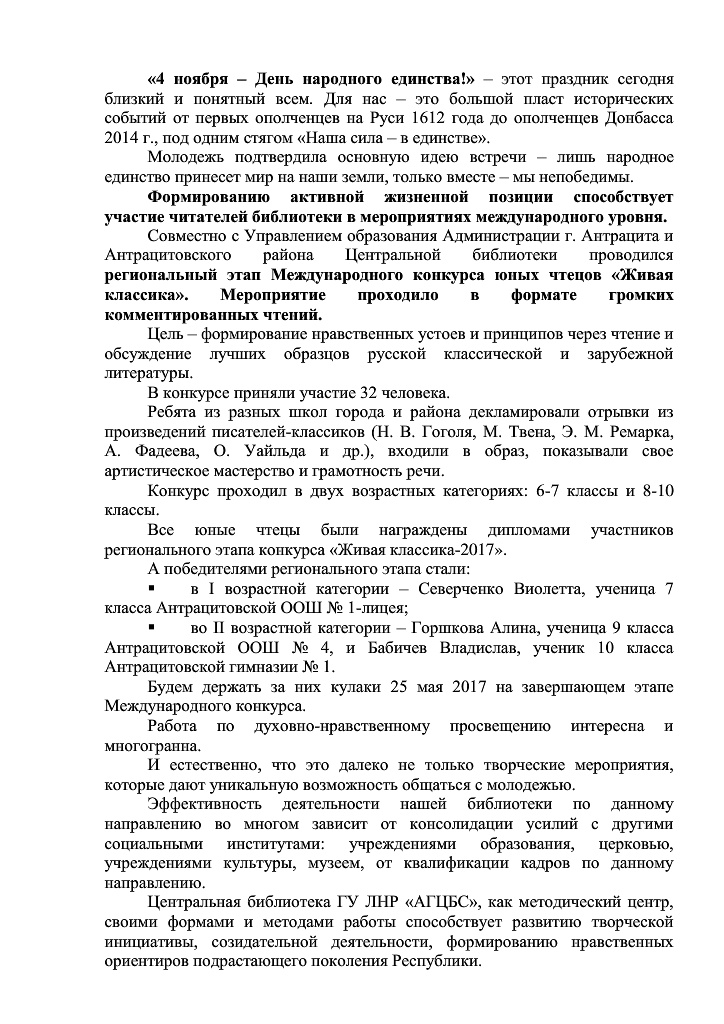 «4 ноября – День народного единства!» – этот праздник сегодня
близкий и понятный всем. Для нас – это большой пласт исторических
событий от первых ополченцев на Руси 1612 года до ополченцев Донбасса
2014 г., под одним стягом «Наша сила – в единстве».
Молодежь подтвердила основную идею встречи – лишь народное
единство принесет мир на наши земли, только вместе – мы непобедимы.
Формированию активной жизненной позиции способствует
участие читателей библиотеки в мероприятиях международного уровня.
Совместно с Управлением образования Администрации г. Антрацита и
Антрацитовского района Центральной библиотеки проводился
региональный этап Международного конкурса юных чтецов «Живая
классика». Мероприятие проходило в формате громких
комментированных чтений.
Цель – формирование нравственных устоев и принципов через чтение и
обсуждение лучших образцов русской классической и зарубежной
литературы.
В конкурсе приняли участие 32 человека.
Ребята из разных школ города и района декламировали отрывки из
произведений писателей-классиков (Н. В. Гоголя, М. Твена, Э. М. Ремарка,
А. Фадеева, О. Уайльда и др.), входили в образ, показывали свое
артистическое мастерство и грамотность речи.
Конкурс проходил в двух возрастных категориях: 6-7 классы и 8-10
классы.
Все юные чтецы были награждены дипломами участников
регионального этапа конкурса «Живая классика-2017».
А победителями регионального этапа стали:
▪ в I возрастной категории – Северченко Виолетта, ученица 7
класса Антрацитовской ООШ № 1-лицея;
▪ во II возрастной категории – Горшкова Алина, ученица 9 класса
Антрацитовской ООШ № 4, и Бабичев Владислав, ученик 10 класса
Антрацитовской гимназии № 1.
Будем держать за них кулаки 25 мая 2017 на завершающем этапе
Международного конкурса.
Работа по духовно-нравственному просвещению интересна и
многогранна.
И естественно, что это далеко не только творческие мероприятия,
которые дают уникальную возможность общаться с молодежью.
Эффективность деятельности нашей библиотеки по данному
направлению во многом зависит от консолидации усилий с другими
социальными институтами: учреждениями образования, церковью,
учреждениями культуры, музеем, от квалификации кадров по данному
направлению.
Центральная библиотека ГУ ЛНР «АГЦБС», как методический центр,
своими формами и методами работы способствует развитию творческой
инициативы, созидательной деятельности, формированию нравственных
ориентиров подрастающего поколения Республики.